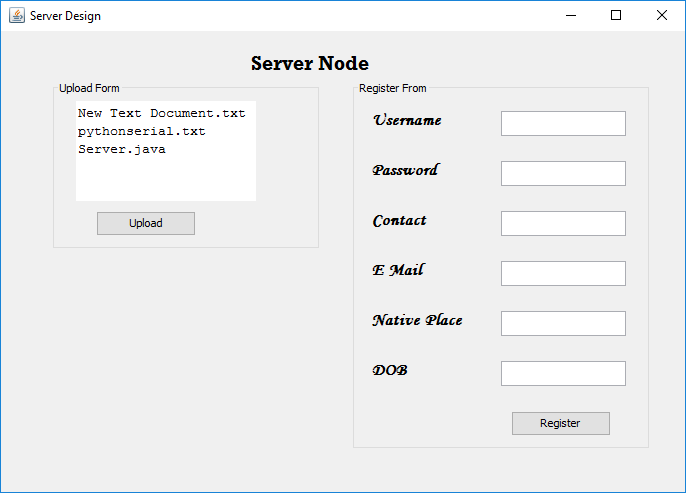 Server Design
Server Node
Upload Form
New Text Document.txt
pythonserial.txt
Server.java
Upload
Register From
Username
Password
Contact
E Mail
Native Place
DOB
Register